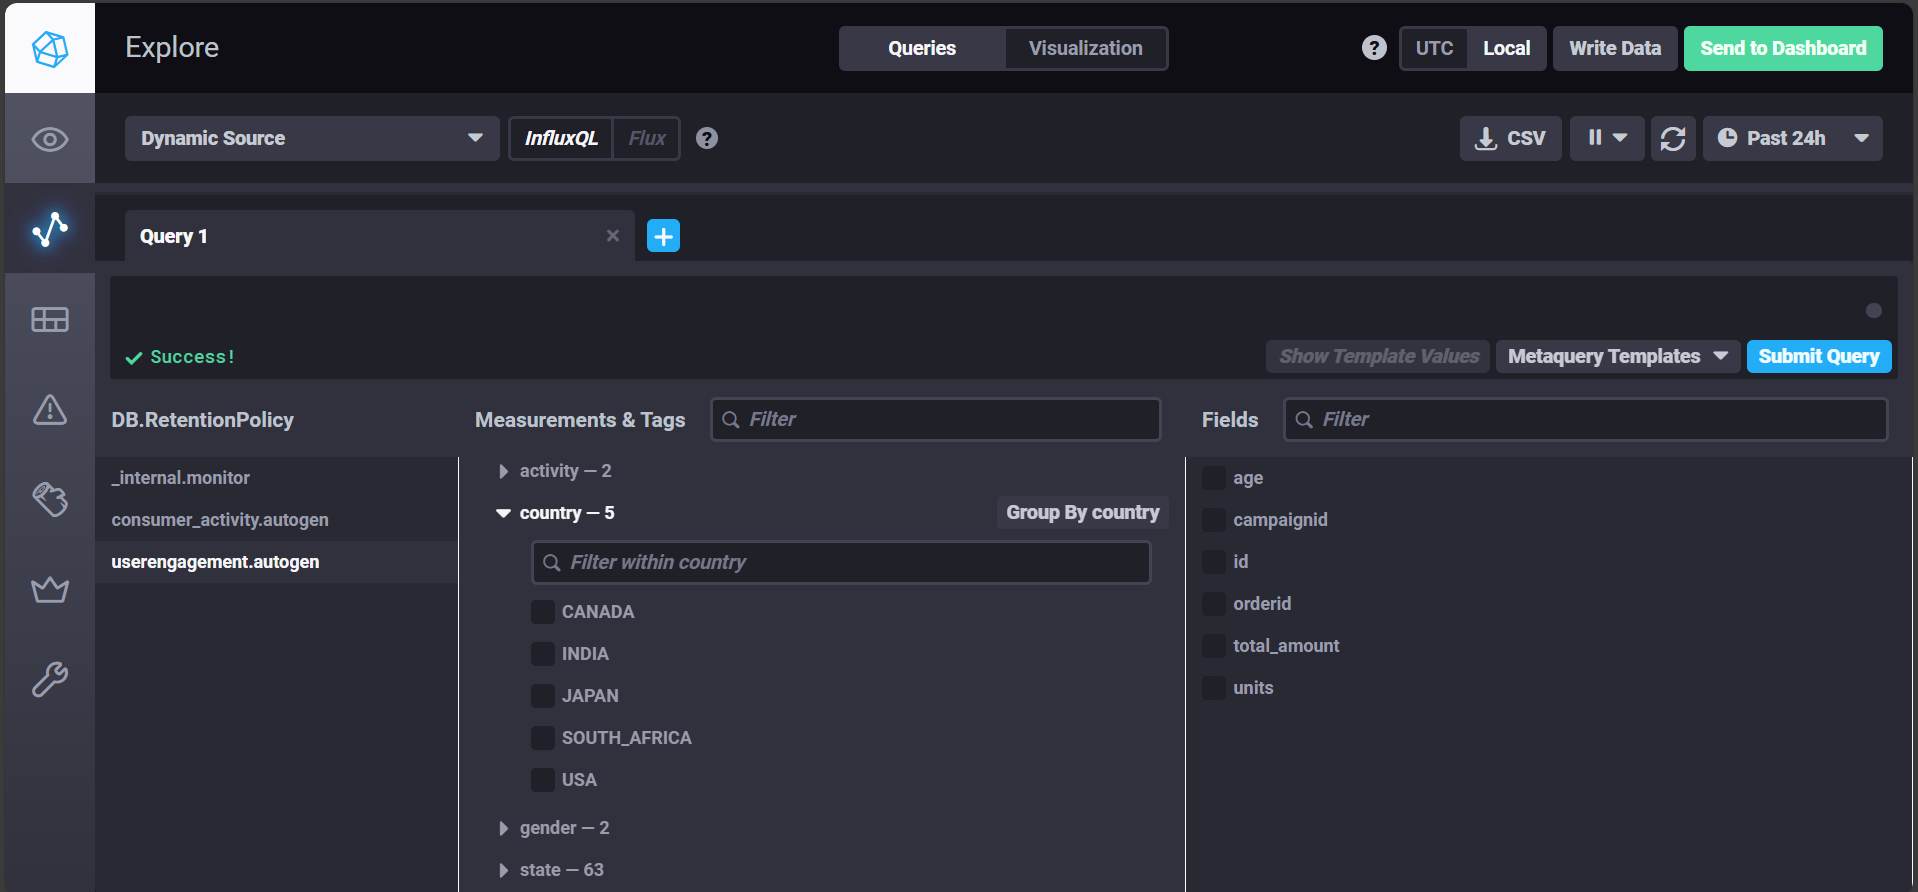 Explore
Queries
Visualization
?
UTC
Local
Write Data
Send to Dashboard
Dynamic Source
InfluxQL
Flux
?
CSV
Past 24h
Query 1
Success!
Show Template Values
Metaquery Templates
Submit Query
DB.RetentionPolicy
_internal.monitor
consumer_activity.autogen
userengagement.autogen
Measurements & Tags
Filter
activity — 2
country — 5
Group By country
Filter within country
CANADA
INDIA
JAPAN
SOUTH_AFRICA
USA
gender — 2
state — 63
Fields
Filter
age
campaignid
id
orderid
total_amount
units